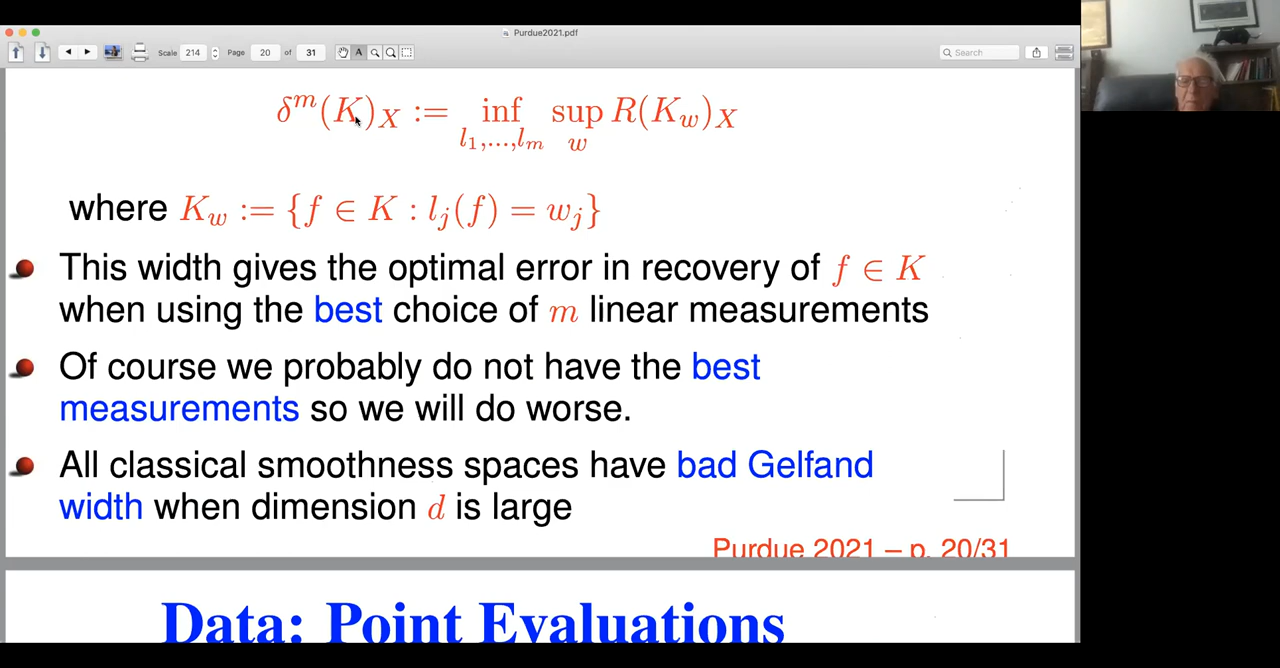 Purdue2021.pdf
Scale 214 Page 20 of 31 Search
δ^m(K)_X := inf_{l_1,...,l_m} sup_w R(K_w)_X
where K_w := {f ∈ K : l_j(f) = w_j}
This width gives the optimal error in recovery of f ∈ K
when using the best choice of m linear measurements
Of course we probably do not have the best
measurements so we will do worse.
All classical smoothness spaces have bad Gelfand
width when dimension d is large
Purdue 2021 – p. 20/31
Data: Point Evaluations